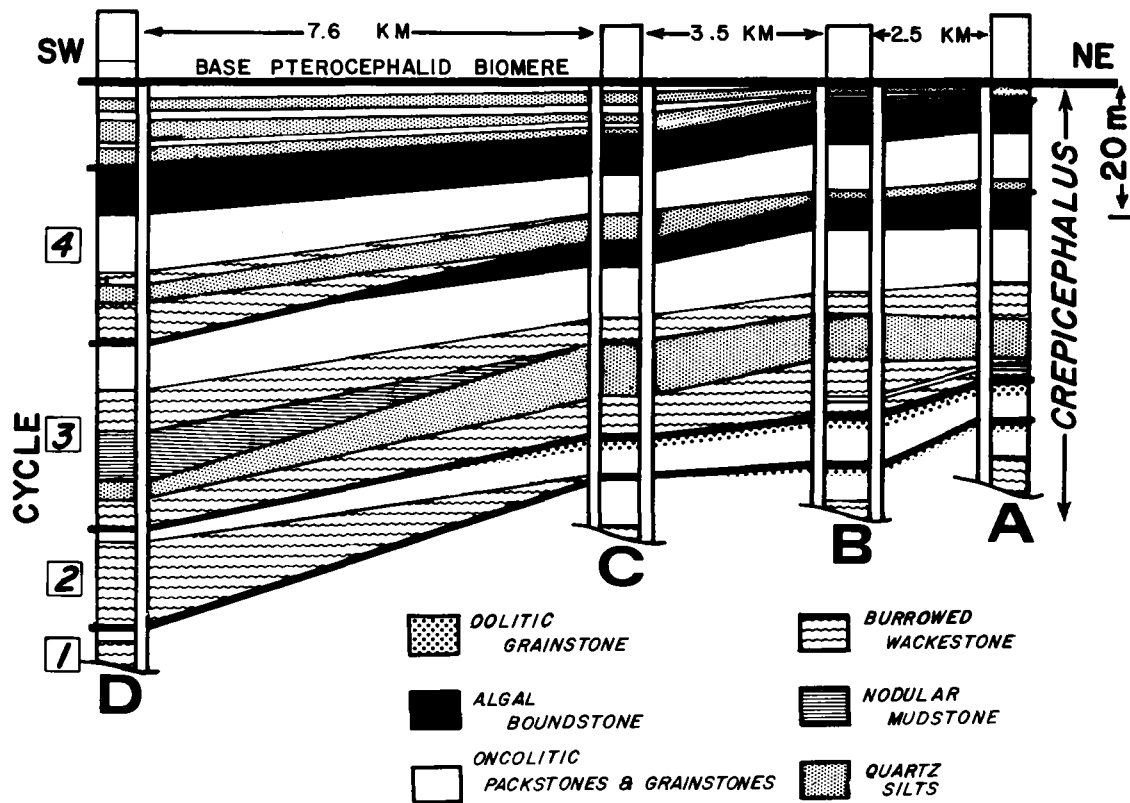 SW
7.6 KM
3.5 KM
2.5 KM
NE
BASE PTEROCEPHALID BIOMERE
20 m
CREPICEPHALUS
CYCLE
4
3
2
1
D
C
B
A
OOLITIC
GRAINSTONE
ALGAL
BOUNDSTONE
ONCOLITIC
PACKSTONES & GRAINSTONES
BURROWED
WACKESTONE
NODULAR
MUDSTONE
QUARTZ
SILTS